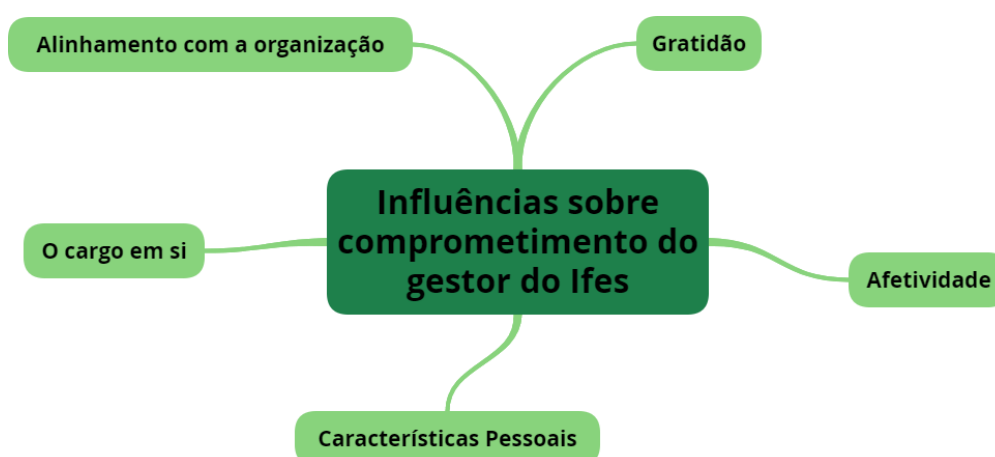 Alinhamento com a organização
Gratidão
Influências sobre
comprometimento do
gestor do Ifes
O cargo em si
Afetividade
Características Pessoais